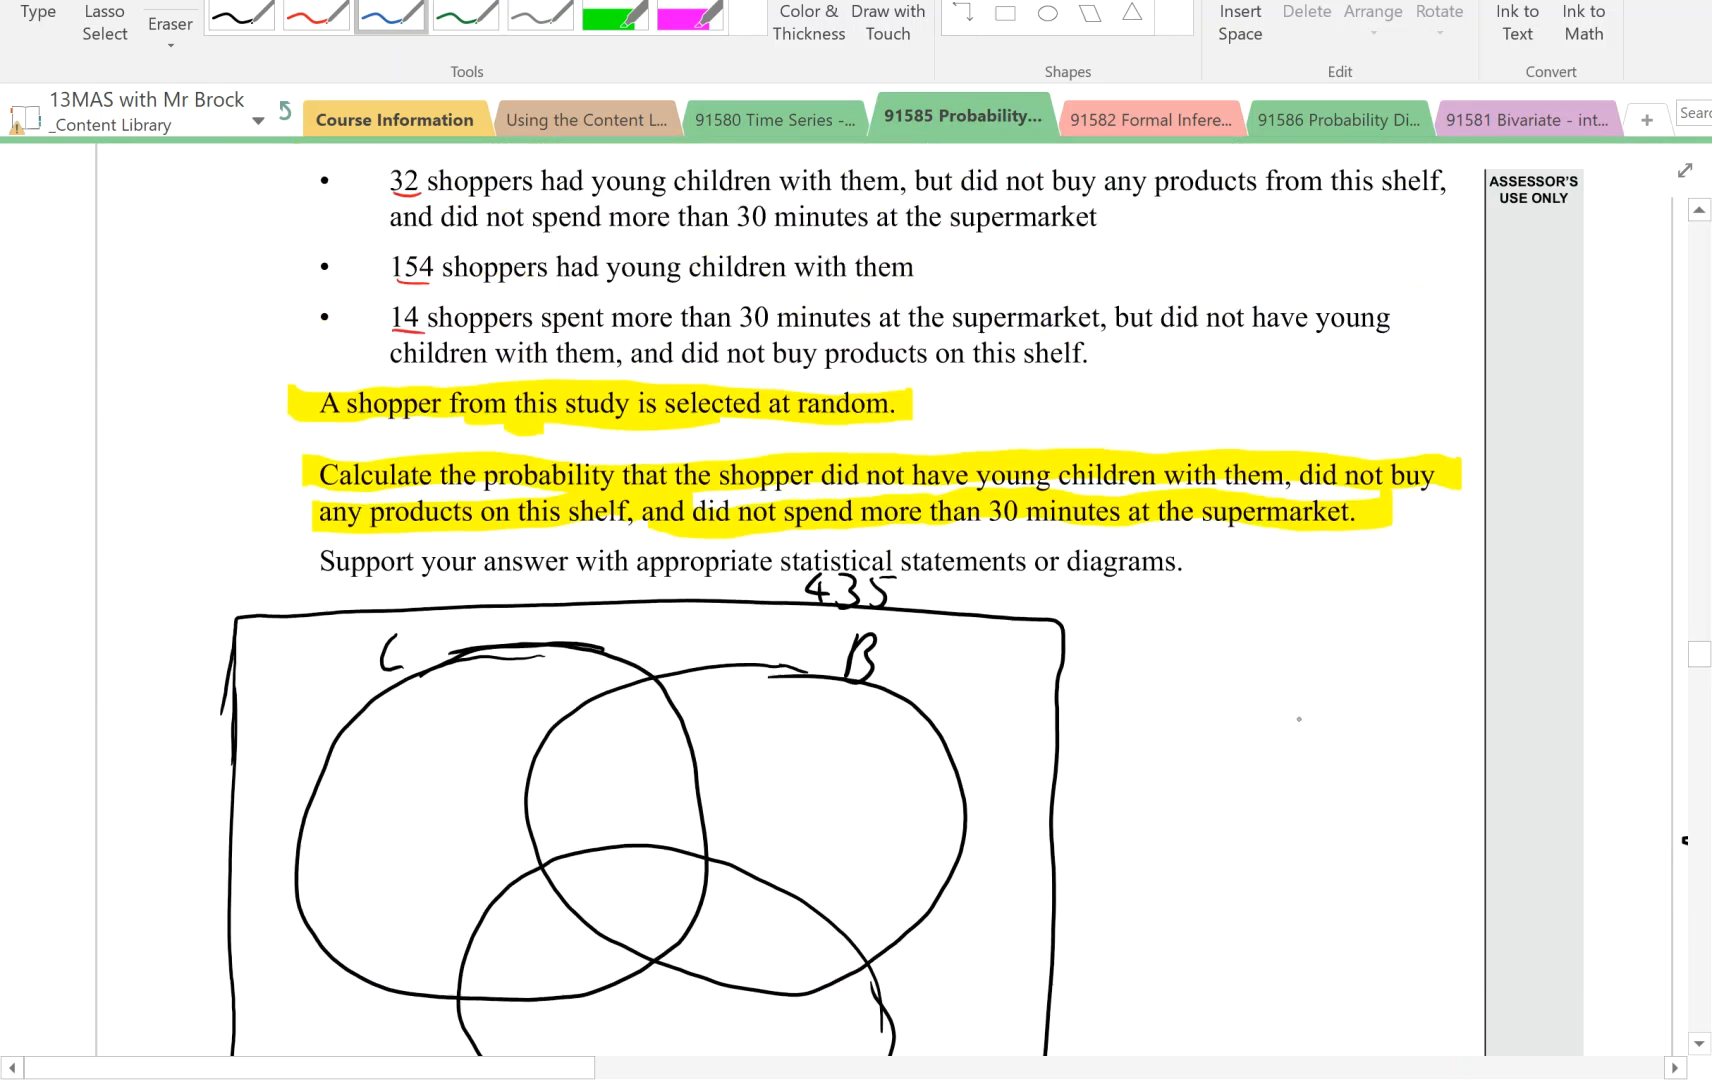 Type
Lasso
Select
Eraser
Color &
Thickness
Draw with
Touch
Insert
Space
Delete
Arrange
Rotate
Ink to
Text
Ink to
Math
Tools
Shapes
Edit
Convert
13MAS with Mr Brock
_Content Library
Course Information
Using the Content L...
91580 Time Series -...
91585 Probability...
91582 Formal Infere...
91586 Probability Di...
91581 Bivariate - int...
+
Sear
• 32 shoppers had young children with them, but did not buy any products from this shelf,
and did not spend more than 30 minutes at the supermarket
• 154 shoppers had young children with them
• 14 shoppers spent more than 30 minutes at the supermarket, but did not have young
children with them, and did not buy products on this shelf.
ASSESSOR'S
USE ONLY
A shopper from this study is selected at random.
Calculate the probability that the shopper did not have young children with them, did not buy
any products on this shelf, and did not spend more than 30 minutes at the supermarket.
Support your answer with appropriate statistical statements or diagrams.
435
C
B